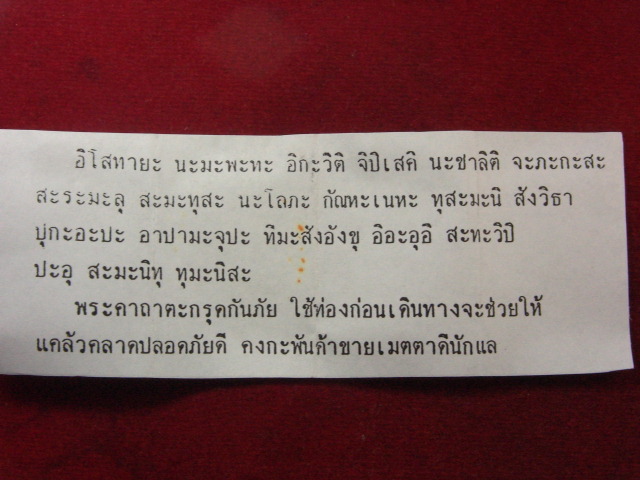 อิโสทายะ นะมะพะทะ อิกะวิติ จิปิเสคิ นะชาลิติ จะภะกะสะ
สะระมะลุ สะมะทุสะ นะโลภะ กัณหะเนหะ ทุสะมะนิ สังวิธา
ปุกะอะปะ อาปามะจุปะ ทีมะสังอังขุ อิอะอุอิ สะทะวิปิ
ปะอุ สะมะนิทุ ทุมะนิสะ
พระคาถาตะกรุดกันภัย ใช้ท่องก่อนเดินทางจะช่วยให้
แคล้วคลาดปลอดภัยดี คงกะพันค้าขายเมตตาดีนักแล